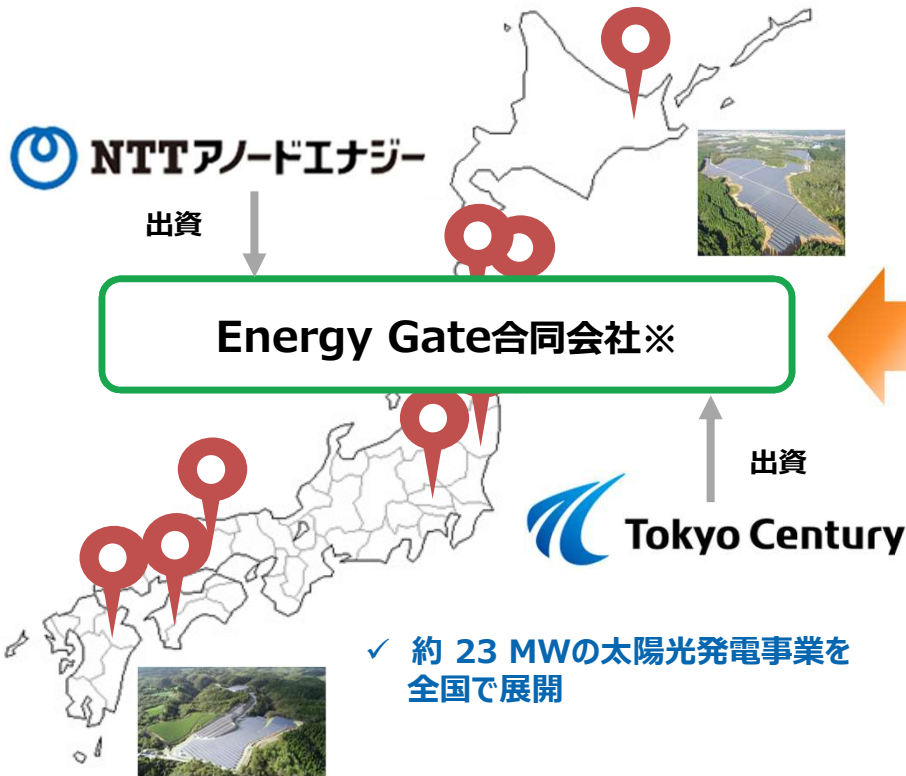 NTTアノードエナジー
出資
Energy Gate合同会社※
出資
Tokyo Century
✓ 約 23 MWの太陽光発電事業を
全国で展開